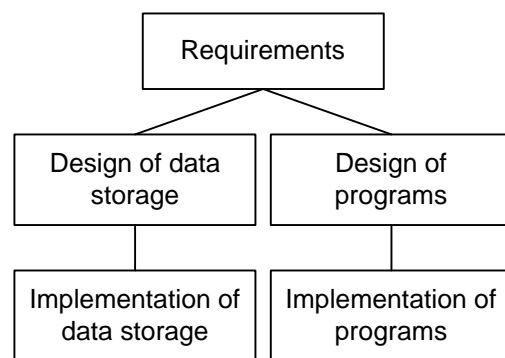 Requirements
Design of data
storage
Design of
programs
Implementation of
data storage
Implementation of
programs